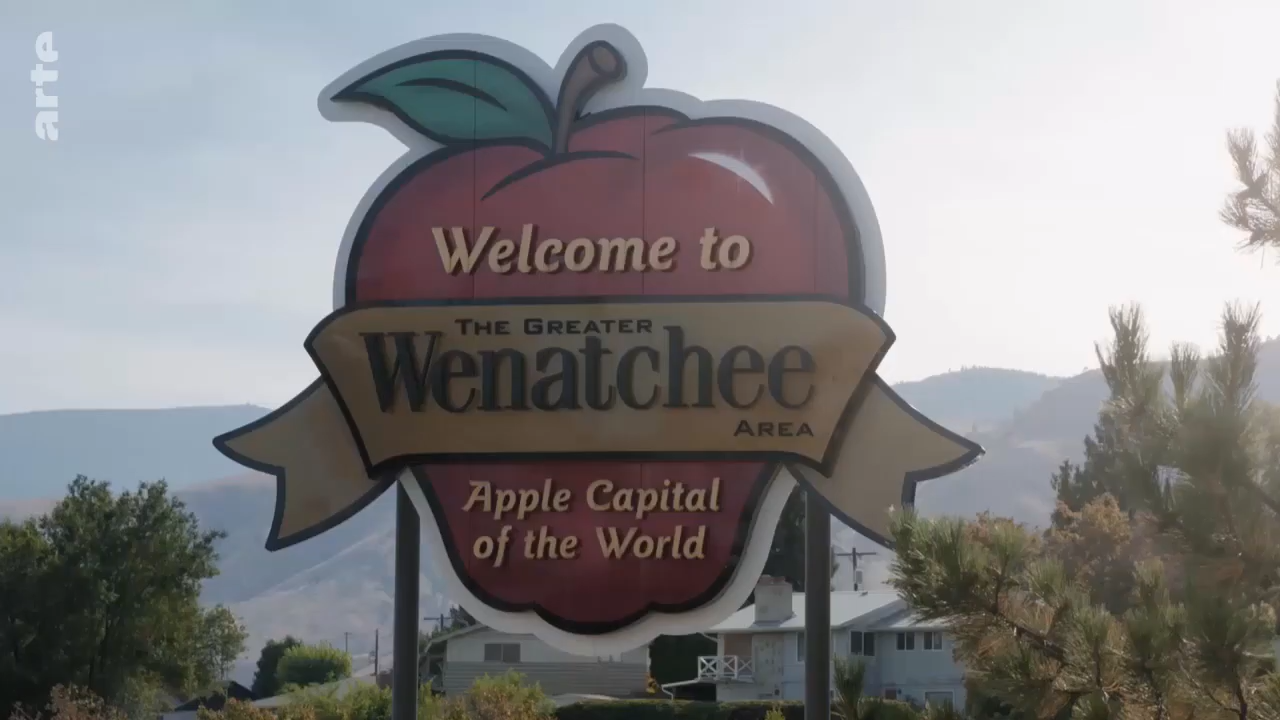 arte
Welcome to
THE GREATER
Wenatchee
AREA
Apple Capital
of the World